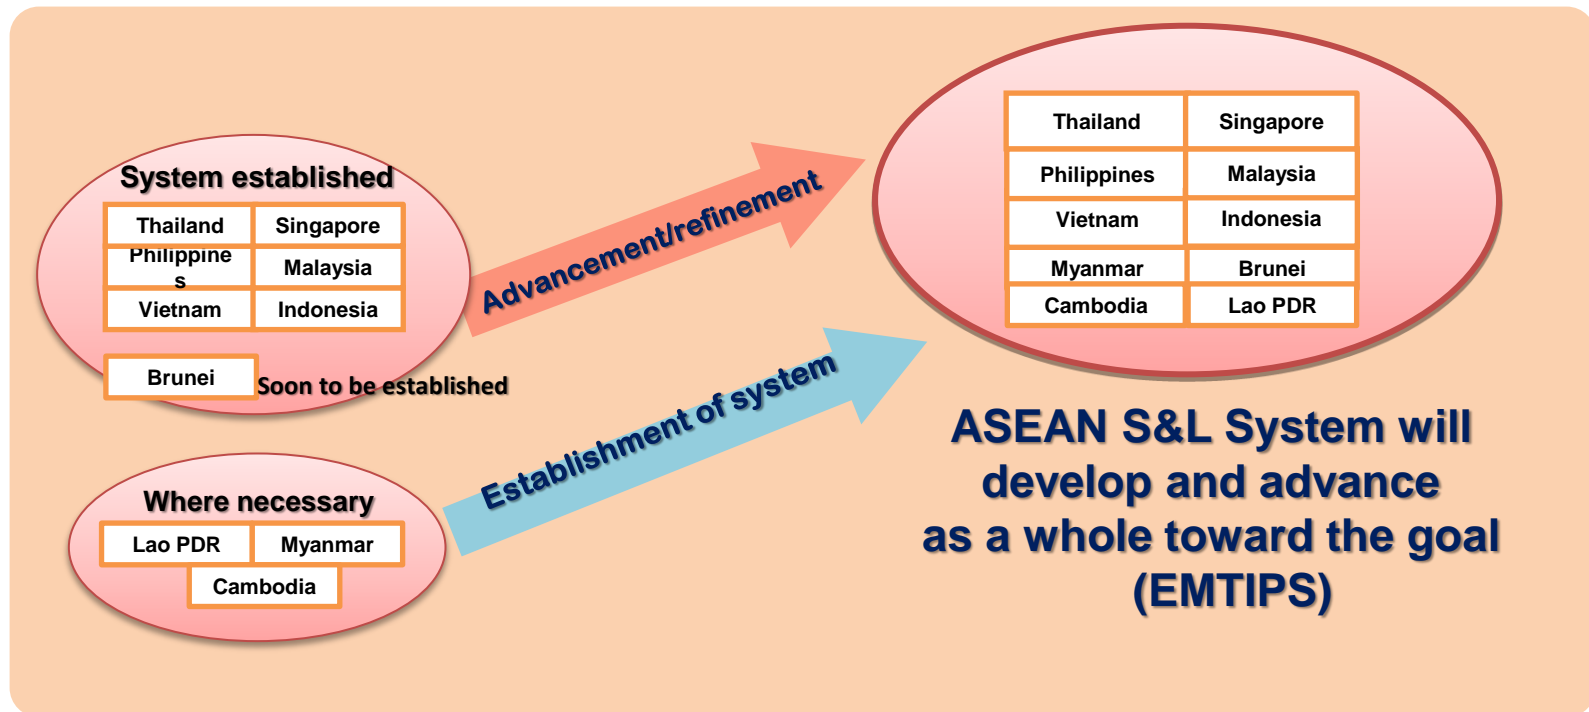 System established
Thailand
Singapore
Philippine
s
Malaysia
Vietnam
Indonesia
Brunei
Soon to be established
Where necessary
Lao PDR
Myanmar
Cambodia
Advancement/refinement
Establishment of system
Thailand
Singapore
Philippines
Malaysia
Vietnam
Indonesia
Myanmar
Brunei
Cambodia
Lao PDR
ASEAN S&L System will
develop and advance
as a whole toward the goal
(EMTIPS)